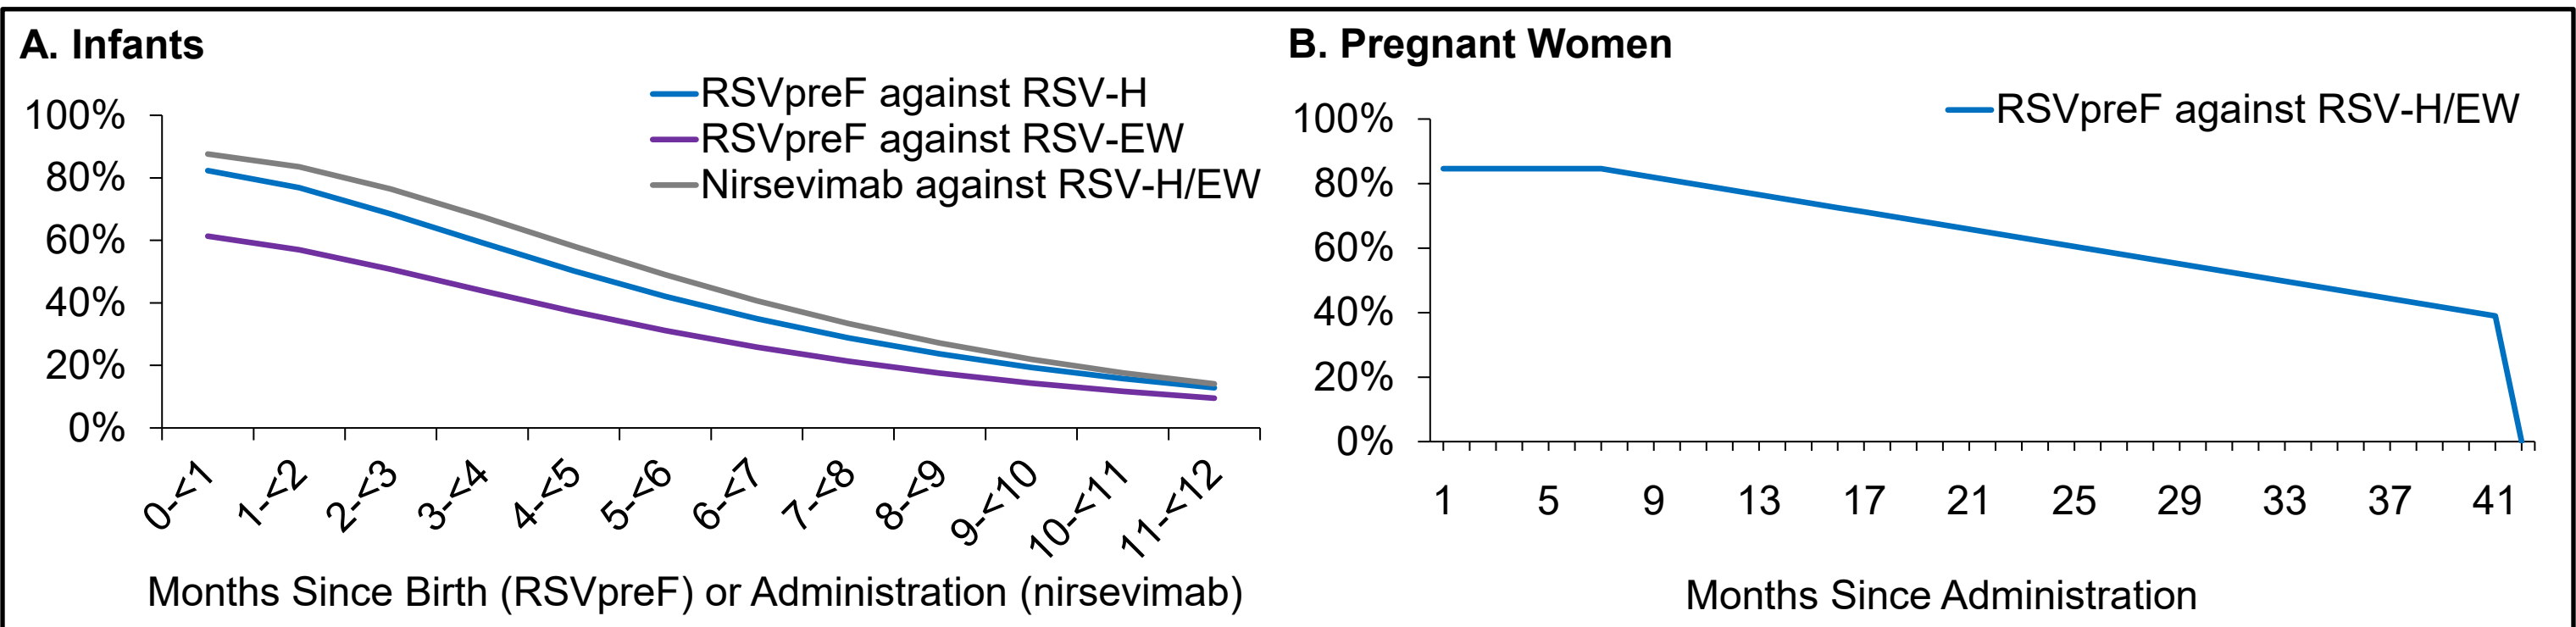 A. Infants
RSVpreF against RSV-H
RSVpreF against RSV-EW
Nirsevimab against RSV-H/EW
100%
80%
60%
40%
20%
0%
0-<1
1-<2
2-<3
3-<4
4-<5
5-<6
6-<7
7-<8
8-<9
9-<10
10-<11
11-<12
Months Since Birth (RSVpreF) or Administration (nirsevimab)
B. Pregnant Women
RSVpreF against RSV-H/EW
100%
80%
60%
40%
20%
0%
1 5 9 13 17 21 25 29 33 37 41
Months Since Administration